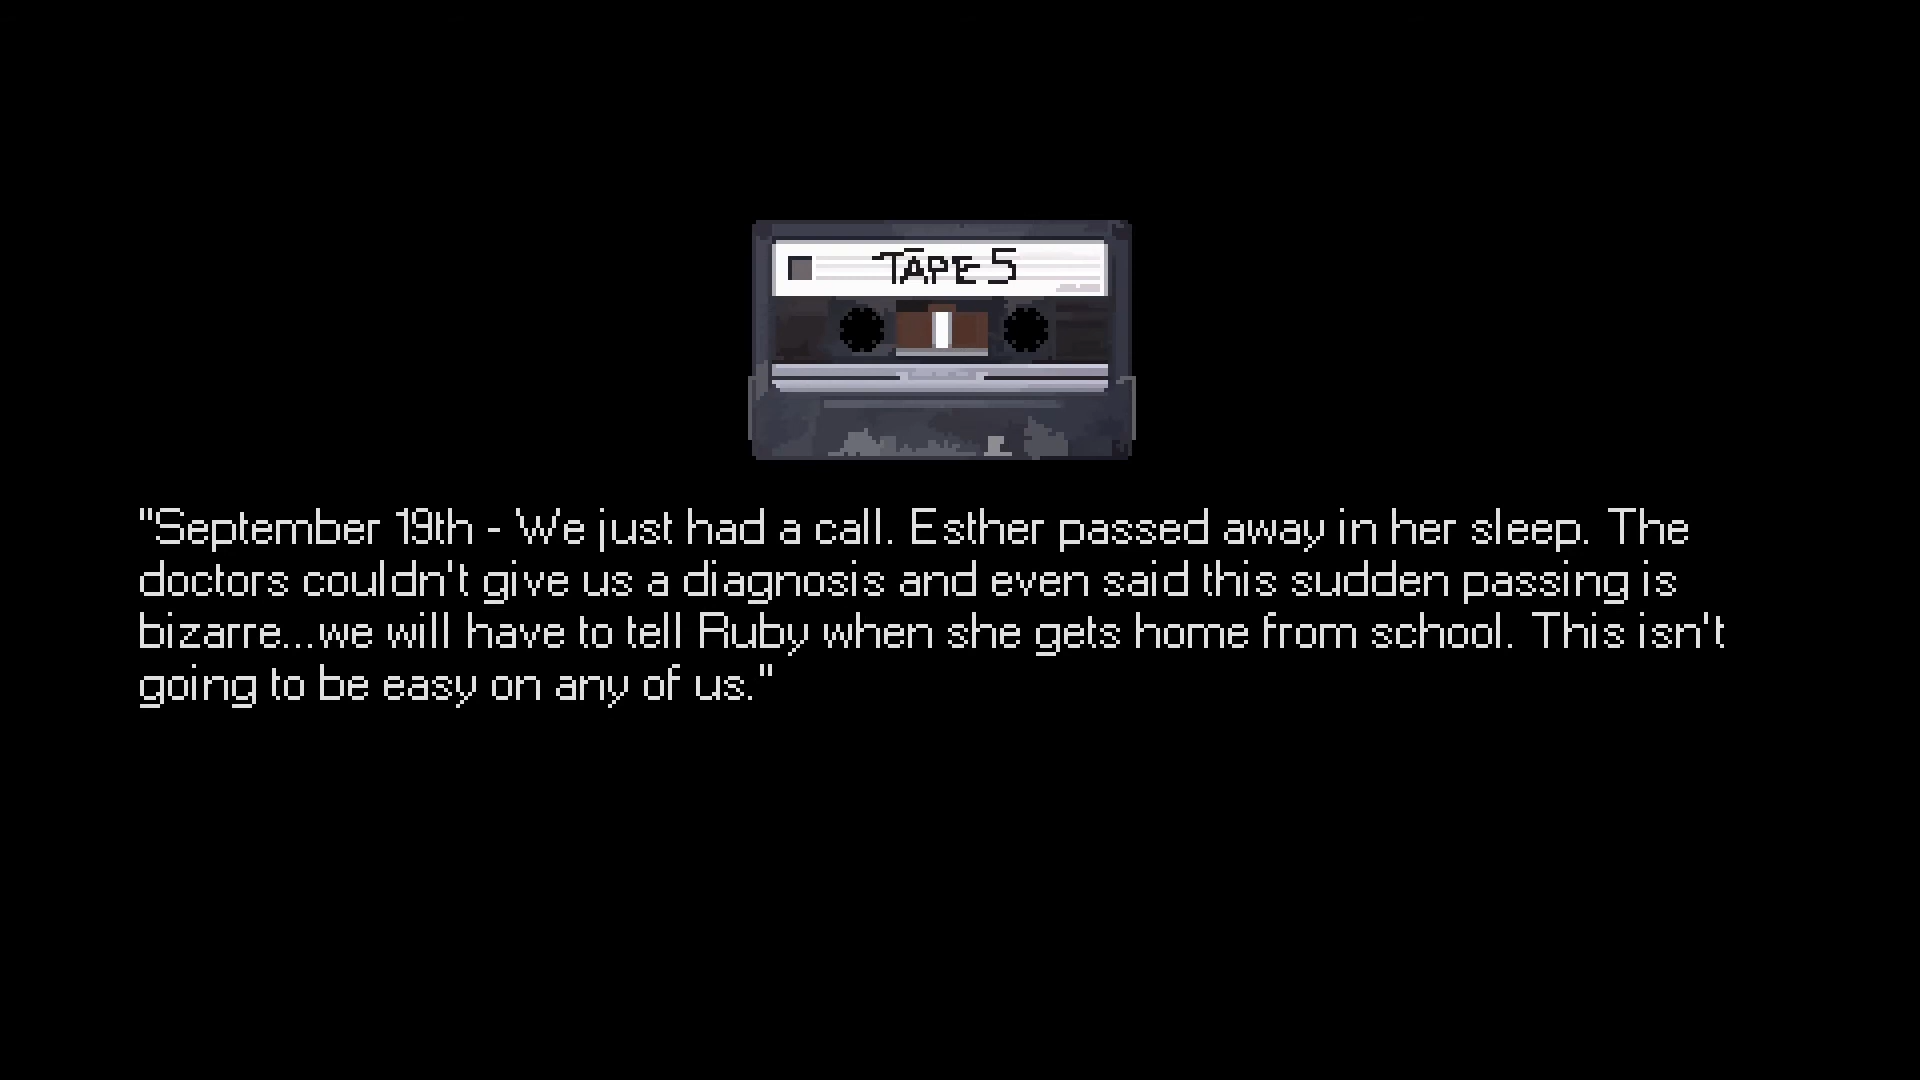 TAPE 5
"September 19th - We just had a call. Esther passed away in her sleep. The
doctors couldn't give us a diagnosis and even said this sudden passing is
bizarre...we will have to tell Ruby when she gets home from school. This isn't
going to be easy on any of us."